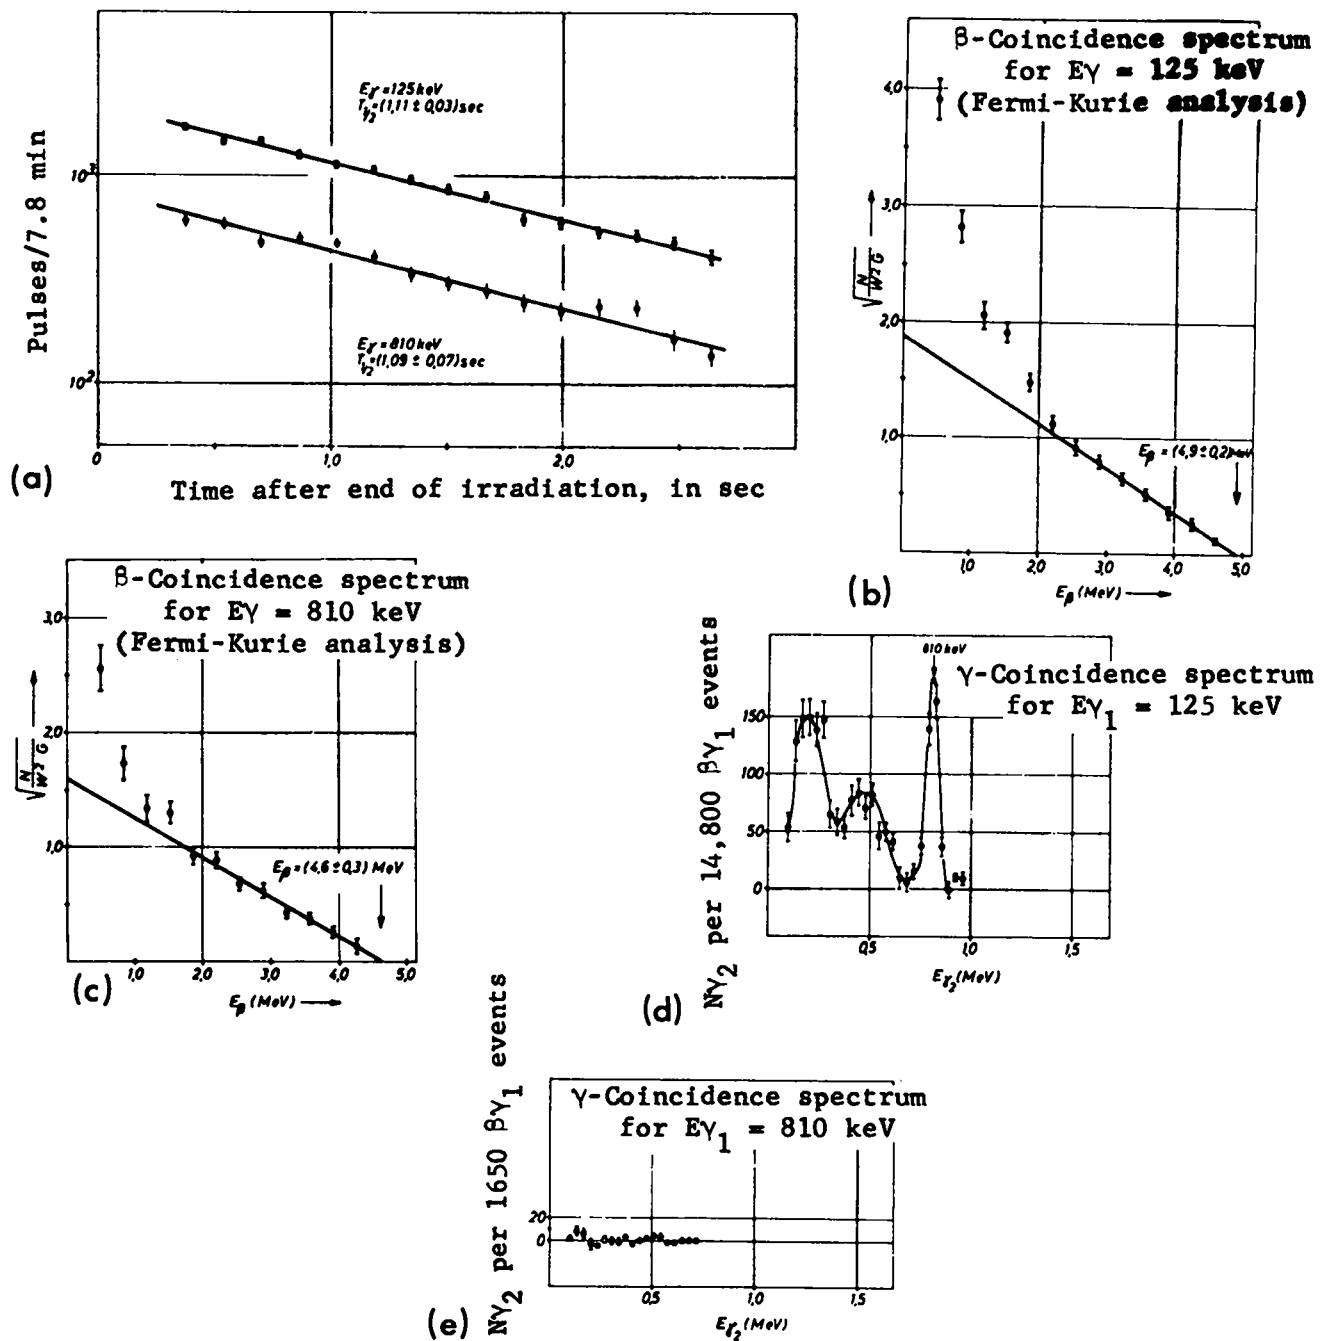 Pulses/7.8 min
10³
10²
Eγ=125keV
T½=(1,11±0,03)sec
Eγ=810keV
T½=(1,09±0,07)sec
0
1,0
2,0
(a)
Time after end of irradiation, in sec
β-Coincidence spectrum
for Eγ = 125 keV
(Fermi-Kurie analysis)
4,0
3,0
2,0
1,0
√N/W²G
Eβ=(4,9±0,2)MeV
1,0 2,0 3,0 4,0 5,0
Eβ(MeV)
(b)
β-Coincidence spectrum
for Eγ = 810 keV
(Fermi-Kurie analysis)
3,0
2,0
1,0
√N/W²G
Eβ=(4,6±0,3)MeV
1,0 2,0 3,0 4,0 5,0
Eβ(MeV)
(c)
810keV
γ-Coincidence spectrum
for Eγ₁ = 125 keV
Nγ₂ per 14,800 βγ₁ events
150
100
50
0
0,5 1,0 1,5
Eγ₂(MeV)
(d)
γ-Coincidence spectrum
for Eγ₁ = 810 keV
Nγ₂ per 1650 βγ₁ events
20
0
0,5 1,0 1,5
Eγ₂(MeV)
(e)